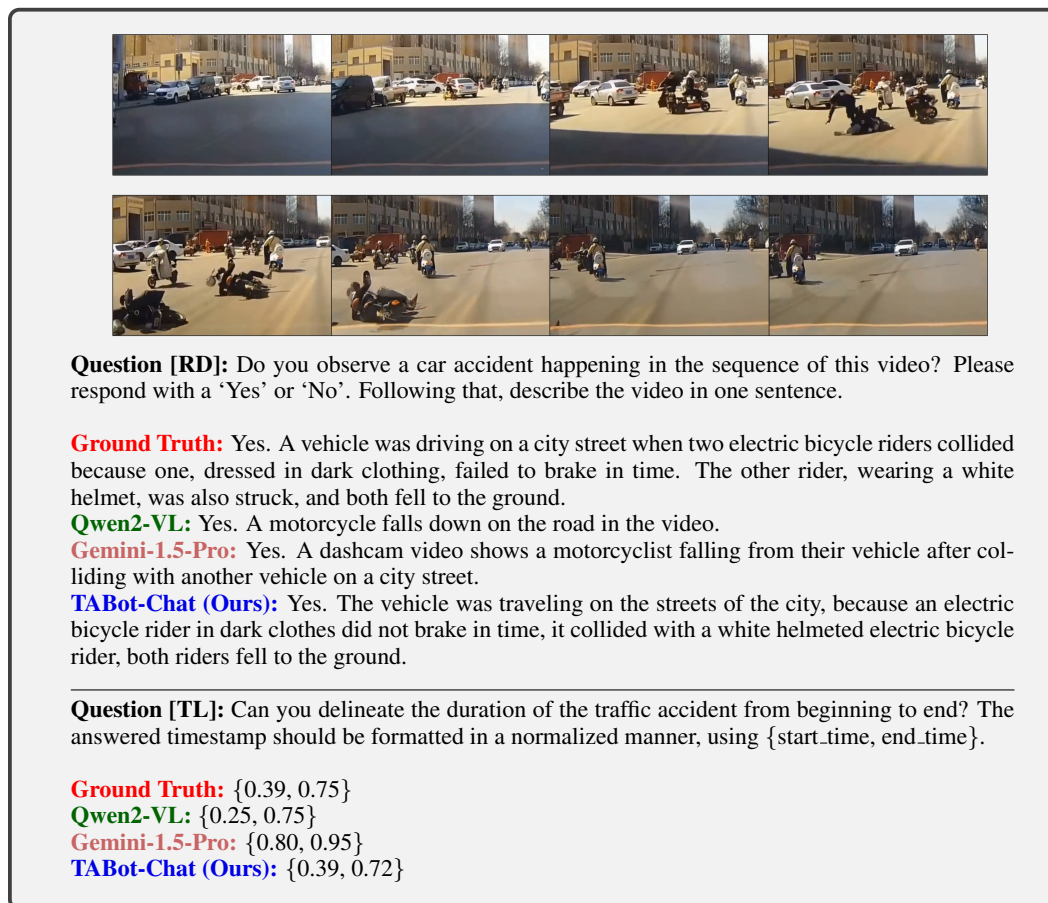 Question [RD]: Do you observe a car accident happening in the sequence of this video? Please
respond with a ‘Yes’ or ‘No’. Following that, describe the video in one sentence.
Ground Truth: Yes. A vehicle was driving on a city street when two electric bicycle riders collided
because one, dressed in dark clothing, failed to brake in time. The other rider, wearing a white
helmet, was also struck, and both fell to the ground.
Qwen2-VL: Yes. A motorcycle falls down on the road in the video.
Gemini-1.5-Pro: Yes. A dashcam video shows a motorcyclist falling from their vehicle after col-
liding with another vehicle on a city street.
TABot-Chat (Ours): Yes. The vehicle was traveling on the streets of the city, because an electric
bicycle rider in dark clothes did not brake in time, it collided with a white helmeted electric bicycle
rider, both riders fell to the ground.
Question [TL]: Can you delineate the duration of the traffic accident from beginning to end? The
answered timestamp should be formatted in a normalized manner, using {start_time, end_time}.
Ground Truth: {0.39, 0.75}
Qwen2-VL: {0.25, 0.75}
Gemini-1.5-Pro: {0.80, 0.95}
TABot-Chat (Ours): {0.39, 0.72}